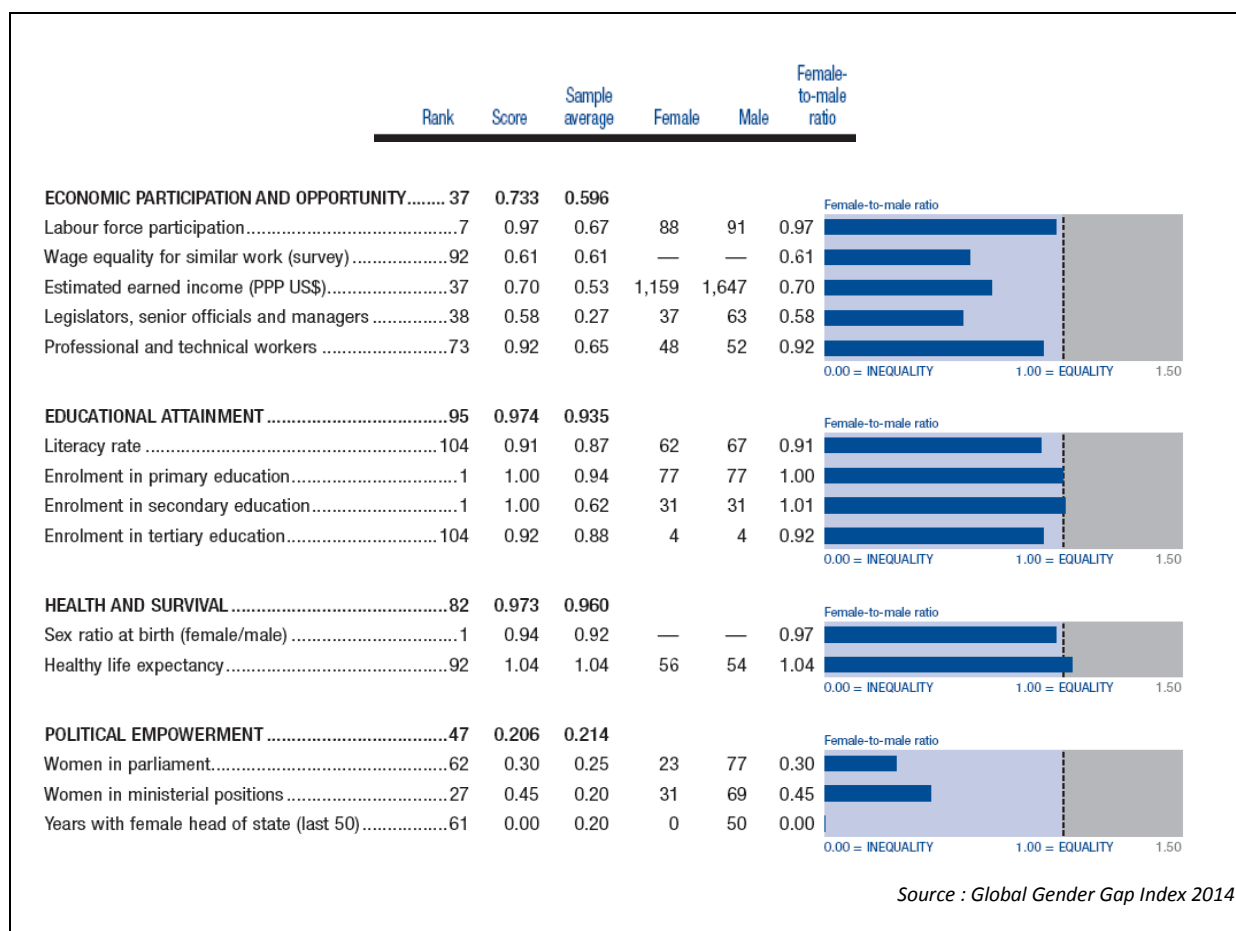 Rank Score Sample average Female Male Female-to-male ratio
ECONOMIC PARTICIPATION AND OPPORTUNITY........ 37 0.733 0.596
Female-to-male ratio
Labour force participation..........................................7 0.97 0.67 88 91 0.97
Wage equality for similar work (survey)...................92 0.61 0.61 — — 0.61
Estimated earned income (PPP US$)........................37 0.70 0.53 1,159 1,647 0.70
Legislators, senior officials and managers...............38 0.58 0.27 37 63 0.58
Professional and technical workers.........................73 0.92 0.65 48 52 0.92
0.00 = INEQUALITY 1.00 = EQUALITY 1.50
EDUCATIONAL ATTAINMENT...................................95 0.974 0.935
Female-to-male ratio
Literacy rate.........................................................104 0.91 0.87 62 67 0.91
Enrolment in primary education.................................1 1.00 0.94 77 77 1.00
Enrolment in secondary education.............................1 1.00 0.62 31 31 1.01
Enrolment in tertiary education..............................104 0.92 0.88 4 4 0.92
0.00 = INEQUALITY 1.00 = EQUALITY 1.50
HEALTH AND SURVIVAL..........................................82 0.973 0.960
Female-to-male ratio
Sex ratio at birth (female/male).................................1 0.94 0.92 — — 0.97
Healthy life expectancy............................................92 1.04 1.04 56 54 1.04
0.00 = INEQUALITY 1.00 = EQUALITY 1.50
POLITICAL EMPOWERMENT...................................47 0.206 0.214
Female-to-male ratio
Women in parliament...............................................62 0.30 0.25 23 77 0.30
Women in ministerial positions................................27 0.45 0.20 31 69 0.45
Years with female head of state (last 50).................61 0.00 0.20 0 50 0.00
0.00 = INEQUALITY 1.00 = EQUALITY 1.50
Source : Global Gender Gap Index 2014